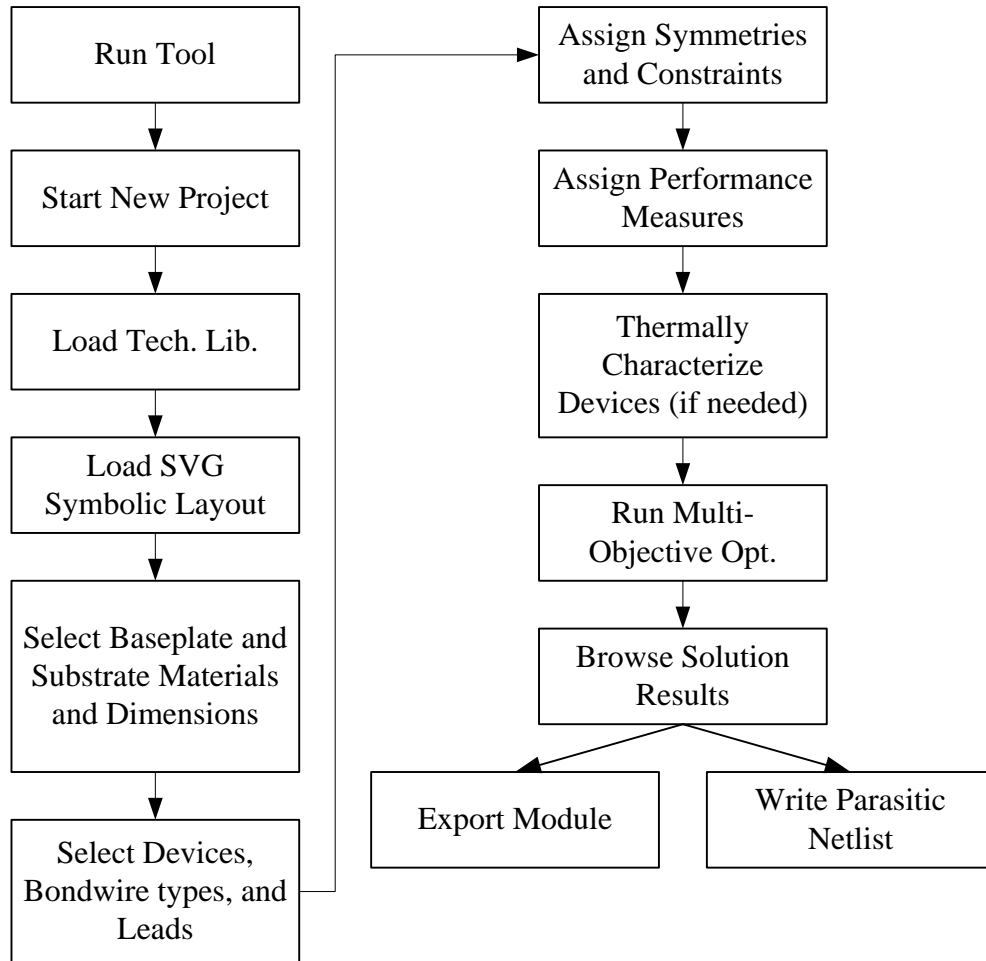 Run Tool
Start New Project
Load Tech. Lib.
Load SVG
Symbolic Layout
Select Baseplate and
Substrate Materials
and Dimensions
Select Devices,
Bondwire types, and
Leads
Assign Symmetries
and Constraints
Assign Performance
Measures
Thermally
Characterize
Devices (if needed)
Run Multi-
Objective Opt.
Browse Solution
Results
Export Module
Write Parasitic
Netlist